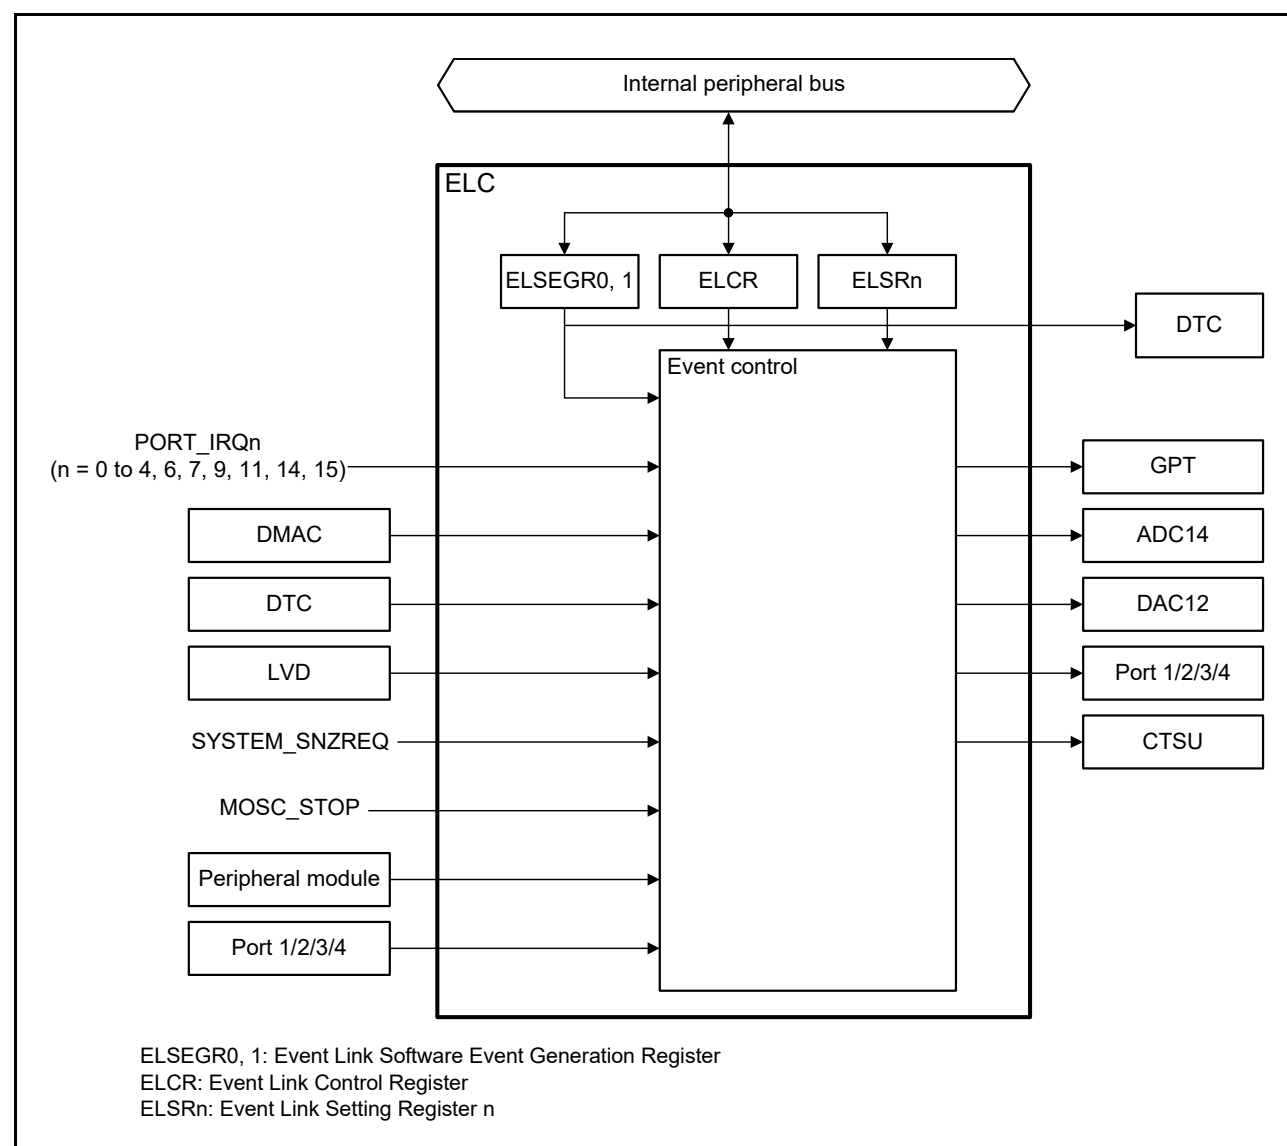 Internal peripheral bus
ELC
ELSEGR0, 1
ELCR
ELSRn
DTC
Event control
PORT_IRQn
(n = 0 to 4, 6, 7, 9, 11, 14, 15)
GPT
DMAC
ADC14
DTC
DAC12
LVD
Port 1/2/3/4
SYSTEM_SNZREQ
CTSU
MOSC_STOP
Peripheral module
Port 1/2/3/4
ELSEGR0, 1: Event Link Software Event Generation Register
ELCR: Event Link Control Register
ELSRn: Event Link Setting Register n